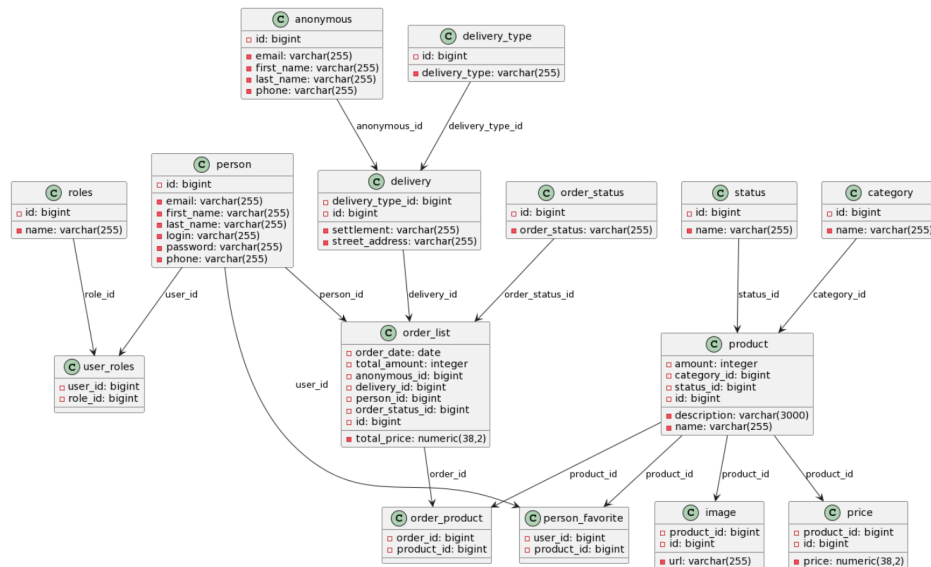 C anonymous
id: bigint
email: varchar(255)
first_name: varchar(255)
last_name: varchar(255)
phone: varchar(255)
C delivery_type
id: bigint
delivery_type: varchar(255)
anonymous_id
delivery_type_id
C roles
id: bigint
name: varchar(255)
C person
id: bigint
email: varchar(255)
first_name: varchar(255)
last_name: varchar(255)
login: varchar(255)
password: varchar(255)
phone: varchar(255)
C delivery
delivery_type_id: bigint
id: bigint
settlement: varchar(255)
street_address: varchar(255)
C order_status
id: bigint
order_status: varchar(255)
C status
id: bigint
name: varchar(255)
C category
id: bigint
name: varchar(255)
role_id
user_id
person_id
delivery_id
order_status_id
status_id
category_id
C user_roles
user_id: bigint
role_id: bigint
user_id
C order_list
order_date: date
total_amount: integer
anonymous_id: bigint
delivery_id: bigint
person_id: bigint
order_status_id: bigint
id: bigint
total_price: numeric(38,2)
C product
amount: integer
category_id: bigint
status_id: bigint
id: bigint
description: varchar(3000)
name: varchar(255)
order_id
product_id
product_id
product_id
product_id
C order_product
order_id: bigint
product_id: bigint
C person_favorite
user_id: bigint
product_id: bigint
C image
product_id: bigint
id: bigint
url: varchar(255)
C price
product_id: bigint
id: bigint
price: numeric(38,2)